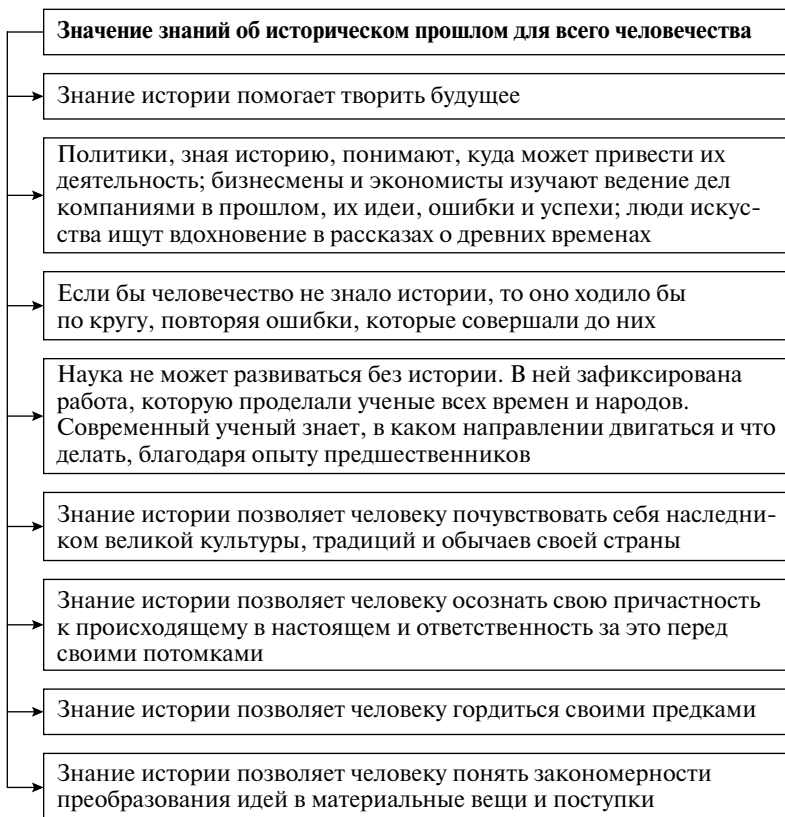 Значение знаний об историческом прошлом для всего человечества
Знание истории помогает творить будущее
Политики, зная историю, понимают, куда может привести их
деятельность; бизнесмены и экономисты изучают ведение дел
компаниями в прошлом, их идеи, ошибки и успехи; люди искус-
ства ищут вдохновение в рассказах о древних временах
Если бы человечество не знало истории, то оно ходило бы
по кругу, повторяя ошибки, которые совершали до них
Наука не может развиваться без истории. В ней зафиксирована
работа, которую проделали ученые всех времен и народов.
Современный ученый знает, в каком направлении двигаться и что
делать, благодаря опыту предшественников
Знание истории позволяет человеку почувствовать себя наследни-
ком великой культуры, традиций и обычаев своей страны
Знание истории позволяет человеку осознать свою причастность
к происходящему в настоящем и ответственность за это перед
своими потомками
Знание истории позволяет человеку гордиться своими предками
Знание истории позволяет человеку понять закономерности
преобразования идей в материальные вещи и поступки